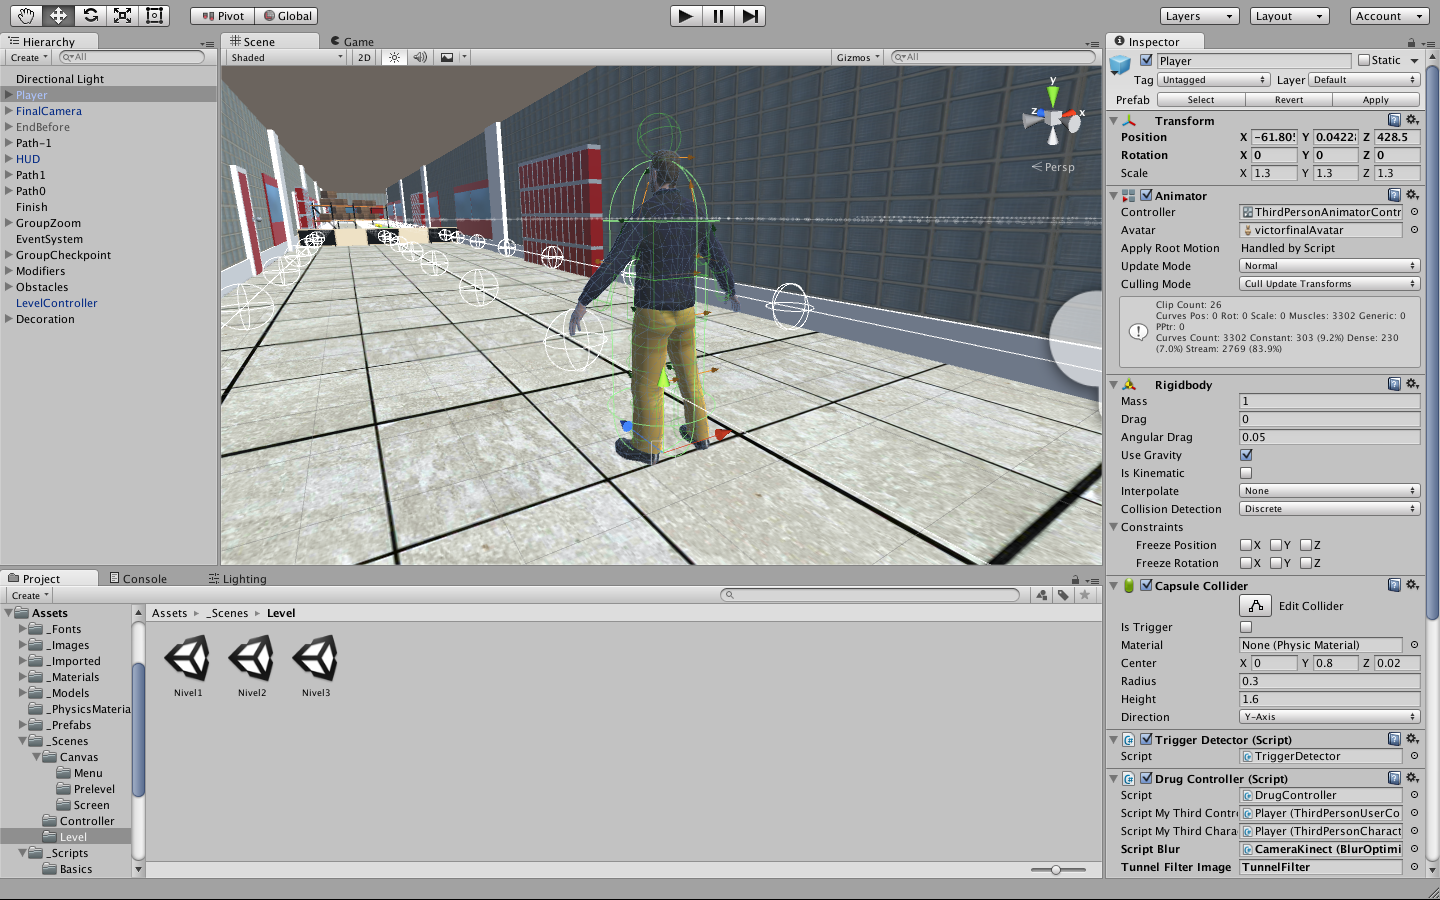 Pivot Global Layers Layout Account
Hierarchy
Create All
Directional Light
Player
FinalCamera
EndBefore
Path-1
HUD
Path1
Path0
Finish
GroupZoom
EventSystem
GroupCheckpoint
Modifiers
Obstacles
LevelController
Decoration
Scene Game
Shaded 2D Gizmos All
y
z x
Persp
Project Console Lighting
Create
Assets
_Fonts
_Images
_Imported
_Materials
_Models
_PhysicsMateria
_Prefabs
_Scenes
Canvas
Menu
Prelevel
Screen
Controller
Level
_Scripts
Basics
Assets _Scenes Level
Nivel1 Nivel2 Nivel3
Inspector
Player Static
Tag Untagged Layer Default
Prefab Select Revert Apply
Transform
Position X -61.80 Y 0.0422 Z 428.5
Rotation X 0 Y 0 Z 0
Scale X 1.3 Y 1.3 Z 1.3
Animator
Controller ThirdPersonAnimatorContr
Avatar victorfinalAvatar
Apply Root Motion Handled by Script
Update Mode Normal
Culling Mode Cull Update Transforms
Clip Count: 26
Curves Pos: 0 Rot: 0 Scale: 0 Muscles: 3302 Generic: 0
PPtr: 0
Curves Count: 3302 Constant: 303 (9.2%) Dense: 230
(7.0%) Stream: 2769 (83.9%)
Rigidbody
Mass 1
Drag 0
Angular Drag 0.05
Use Gravity
Is Kinematic
Interpolate None
Collision Detection Discrete
Constraints
Freeze Position X Y Z
Freeze Rotation X Y Z
Capsule Collider
Edit Collider
Is Trigger
Material None (Physic Material)
Center X 0 Y 0.8 Z 0.02
Radius 0.3
Height 1.6
Direction Y-Axis
Trigger Detector (Script)
Script TriggerDetector
Drug Controller (Script)
Script DrugController
Script My Third Contr Player (ThirdPersonUserCo
Script My Third Chara Player (ThirdPersonCharact
Script Blur CameraKinect (BlurOptimi
Tunnel Filter Image TunnelFilter